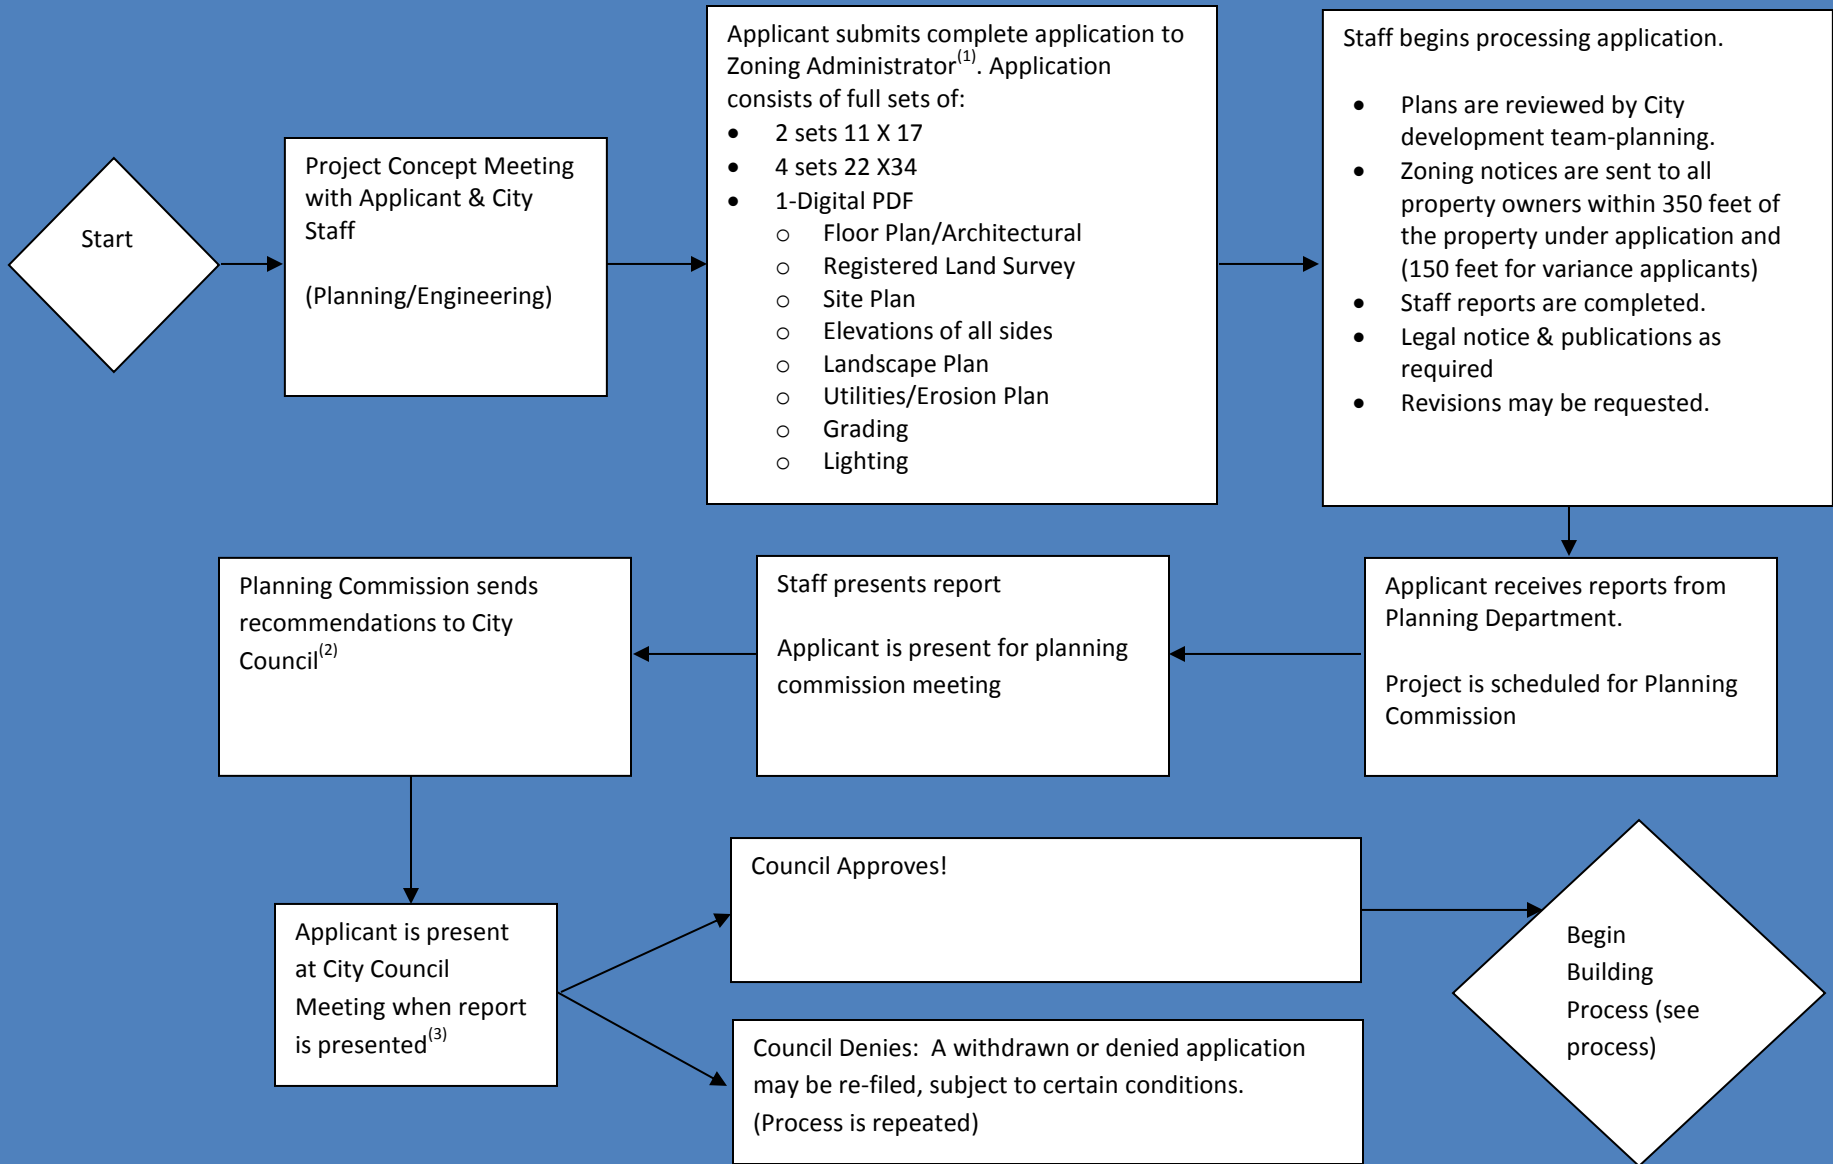 Start
Project Concept Meeting
with Applicant & City
Staff
(Planning/Engineering)
Applicant submits complete application to
Zoning Administrator(1). Application
consists of full sets of:
• 2 sets 11 X 17
• 4 sets 22 X34
• 1-Digital PDF
o Floor Plan/Architectural
o Registered Land Survey
o Site Plan
o Elevations of all sides
o Landscape Plan
o Utilities/Erosion Plan
o Grading
o Lighting
Staff begins processing application.
• Plans are reviewed by City
development team-planning.
• Zoning notices are sent to all
property owners within 350 feet of
the property under application and
(150 feet for variance applicants)
• Staff reports are completed.
• Legal notice & publications as
required
• Revisions may be requested.
Applicant receives reports from
Planning Department.
Project is scheduled for Planning
Commission
Staff presents report
Applicant is present for planning
commission meeting
Planning Commission sends
recommendations to City
Council(2)
Applicant is present
at City Council
Meeting when report
is presented(3)
Council Approves!
Council Denies:  A withdrawn or denied application
may be re-filed, subject to certain conditions.
(Process is repeated)
Begin
Building
Process (see
process)